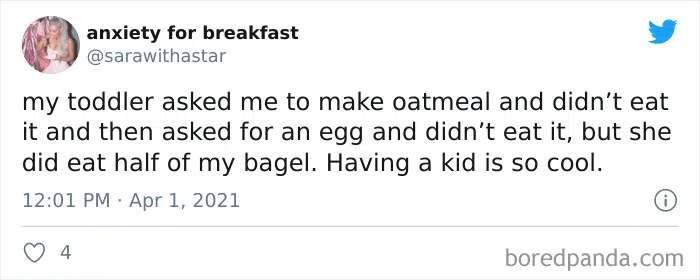 anxiety for breakfast
@sarawithastar
my toddler asked me to make oatmeal and didn’t eat
it and then asked for an egg and didn’t eat it, but she
did eat half of my bagel. Having a kid is so cool.
12:01 PM · Apr 1, 2021
4
boredpanda.com